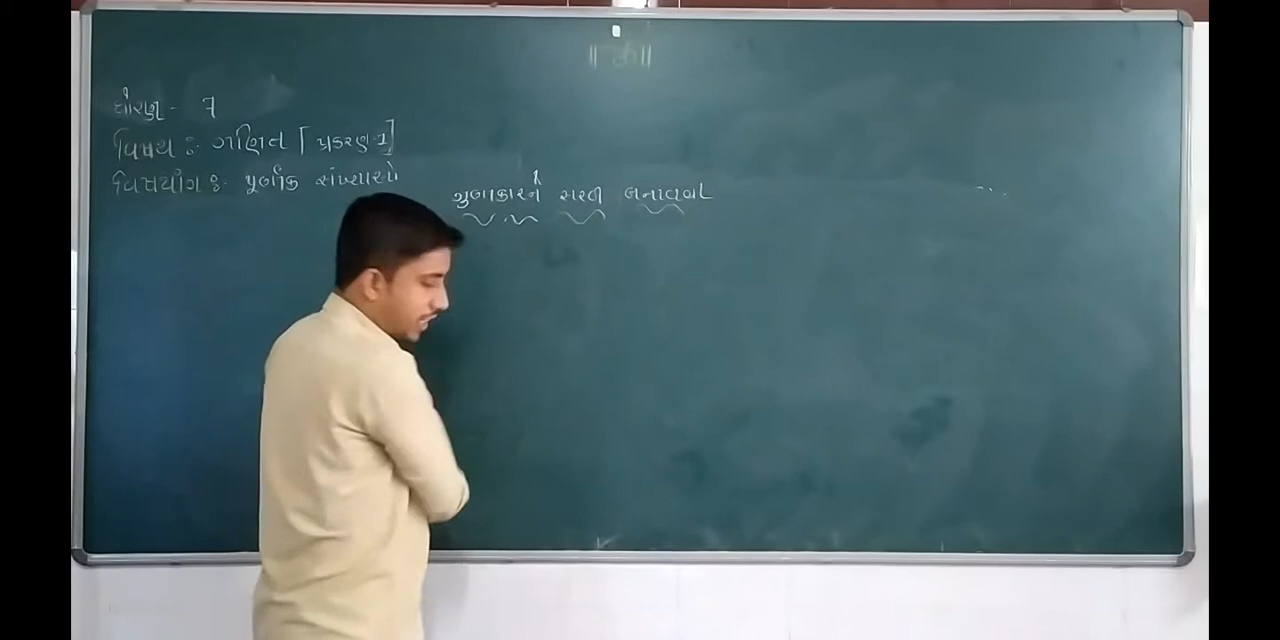 ॥ ૐ ॥
ધોરણ - 7
વિષય :- ગણિત [ પ્રકરણ-1]
વિષયાંગ :- પૂર્ણાંક સંખ્યાઓ
ગુણાકારને સરળ બનાવવા